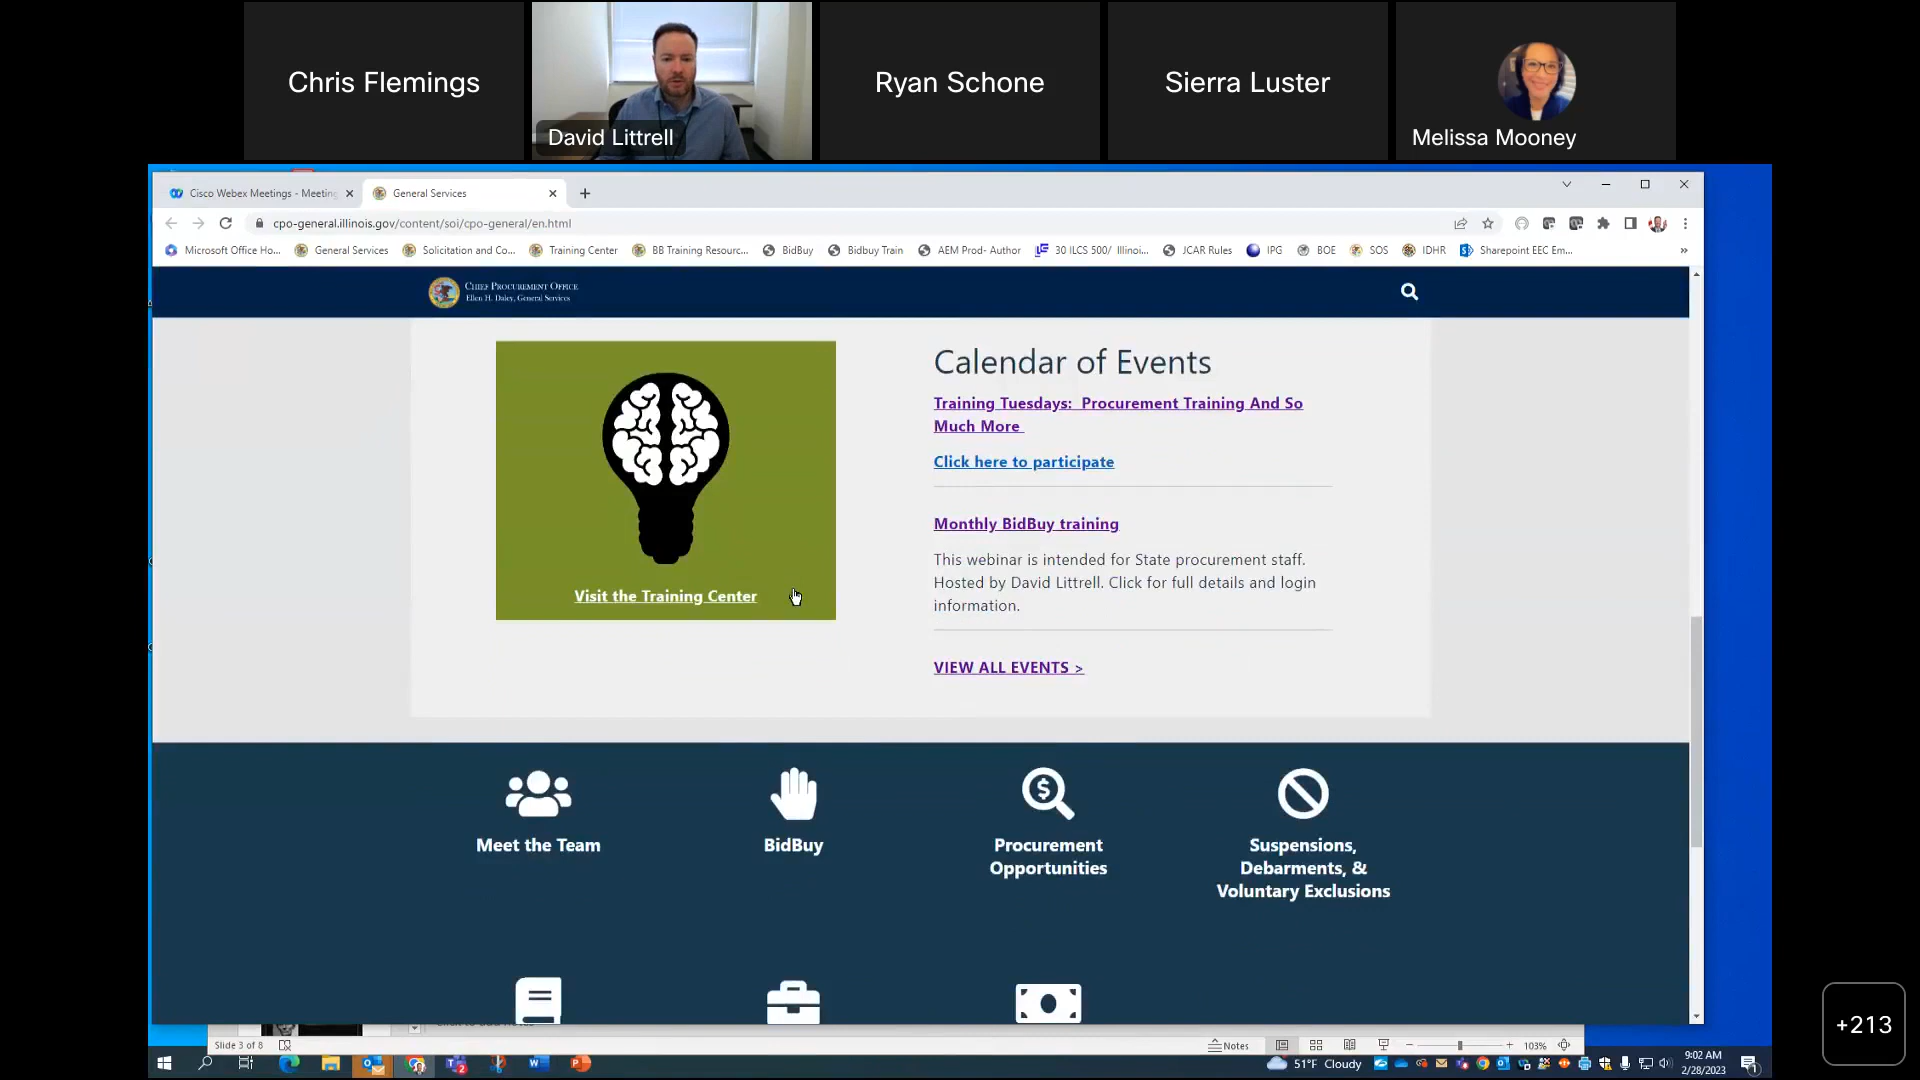 Chris Flemings
David Littrell
Ryan Schone
Sierra Luster
Melissa Mooney
Cisco Webex Meetings - Meeting
General Services
cpo-general.illinois.gov/content/soi/cpo-general/en.html
Microsoft Office Ho...
General Services
Solicitation and Co...
Training Center
BB Training Resourc...
BidBuy
Bidbuy Train
AEM Prod- Author
30 ILCS 500/ Illinoi...
JCAR Rules
IPG
BOE
SOS
IDHR
Sharepoint EEC Em...
»
CHIEF PROCUREMENT OFFICE
Ellen H. Daley, General Services
Visit the Training Center
Calendar of Events
Training Tuesdays: Procurement Training And So
Much More
Click here to participate
Monthly BidBuy training
This webinar is intended for State procurement staff.
Hosted by David Littrell. Click for full details and login
information.
VIEW ALL EVENTS >
Meet the Team
BidBuy
Procurement
Opportunities
Suspensions,
Debarments, &
Voluntary Exclusions
Slide 3 of 8
Notes
103%
51°F Cloudy
9:02 AM
2/28/2023
+213